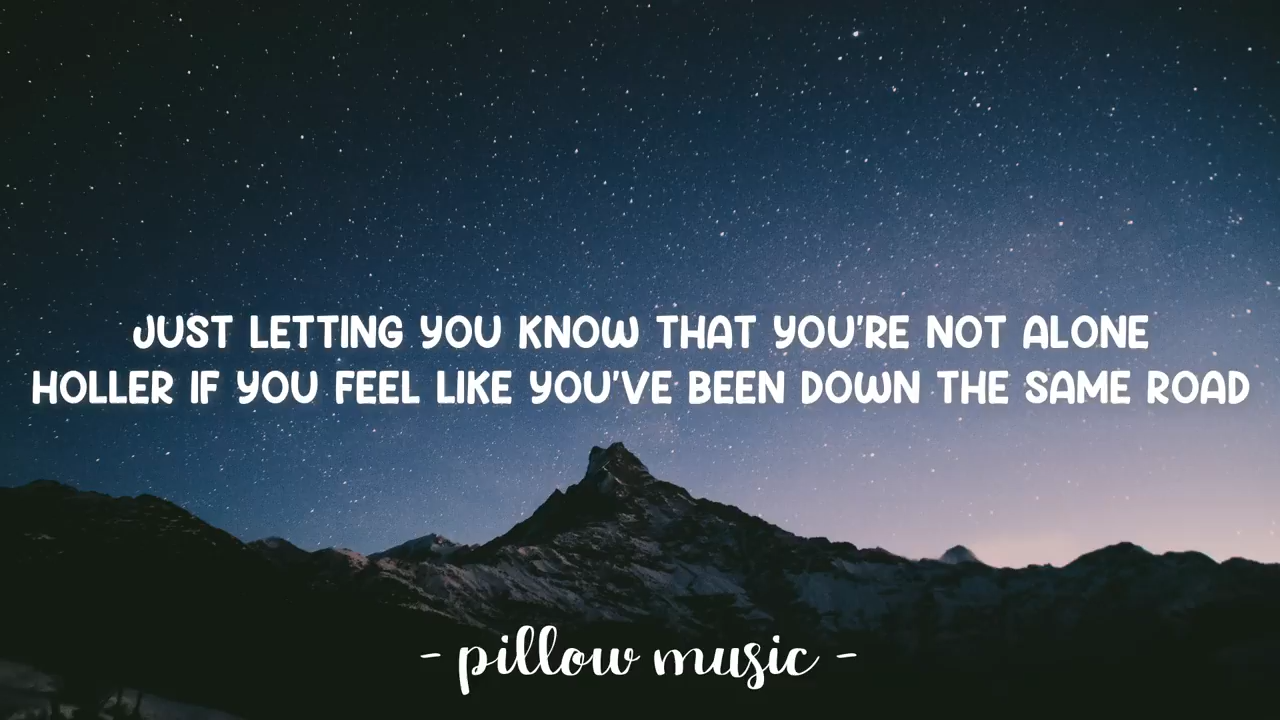 JUST LETTING YOU KNOW THAT YOU'RE NOT ALONE
HOLLER IF YOU FEEL LIKE YOU'VE BEEN DOWN THE SAME ROAD
- pillow music -